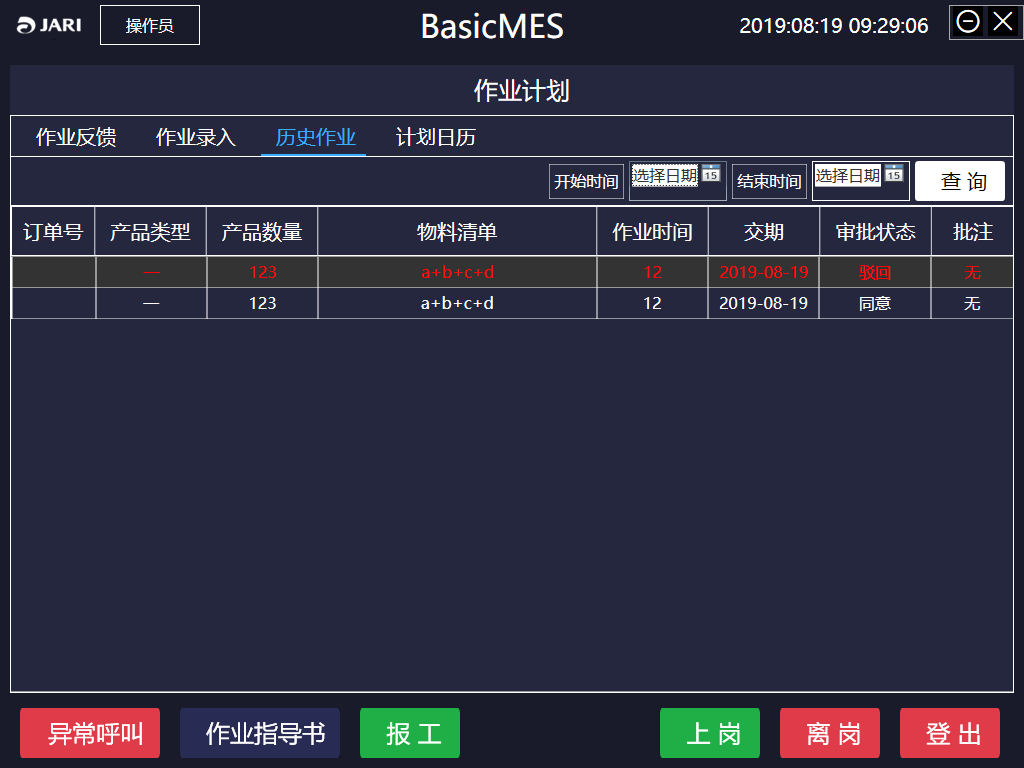 JARI 操作员 BasicMES 2019:08:19 09:29:06
作业计划
作业反馈 作业录入 历史作业 计划日历
开始时间 选择日期 15 结束时间 选择日期 15 查 询
订单号 产品类型 产品数量 物料清单 作业时间 交期 审批状态 批注
— 123 a+b+c+d 12 2019-08-19 驳回 无
— 123 a+b+c+d 12 2019-08-19 同意 无
异常呼叫 作业指导书 报 工 上 岗 离 岗 登 出